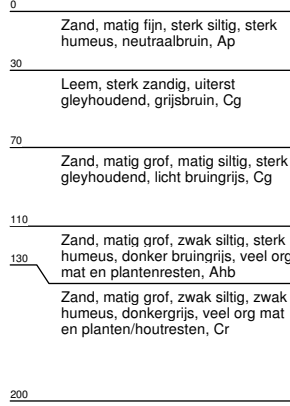 0
Zand, matig fijn, sterk siltig, sterk
humeus, neutraalbruin, Ap
30
Leem, sterk zandig, uiterst
gleyhoudend, grijsbruin, Cg
70
Zand, matig grof, matig siltig, sterk
gleyhoudend, licht bruingrijs, Cg
110
Zand, matig grof, zwak siltig, sterk
humeus, donker bruingrijs, veel org
mat en plantenresten, Ahb
130
Zand, matig grof, zwak siltig, zwak
humeus, donkergrijs, veel org mat
en planten/houtresten, Cr
200